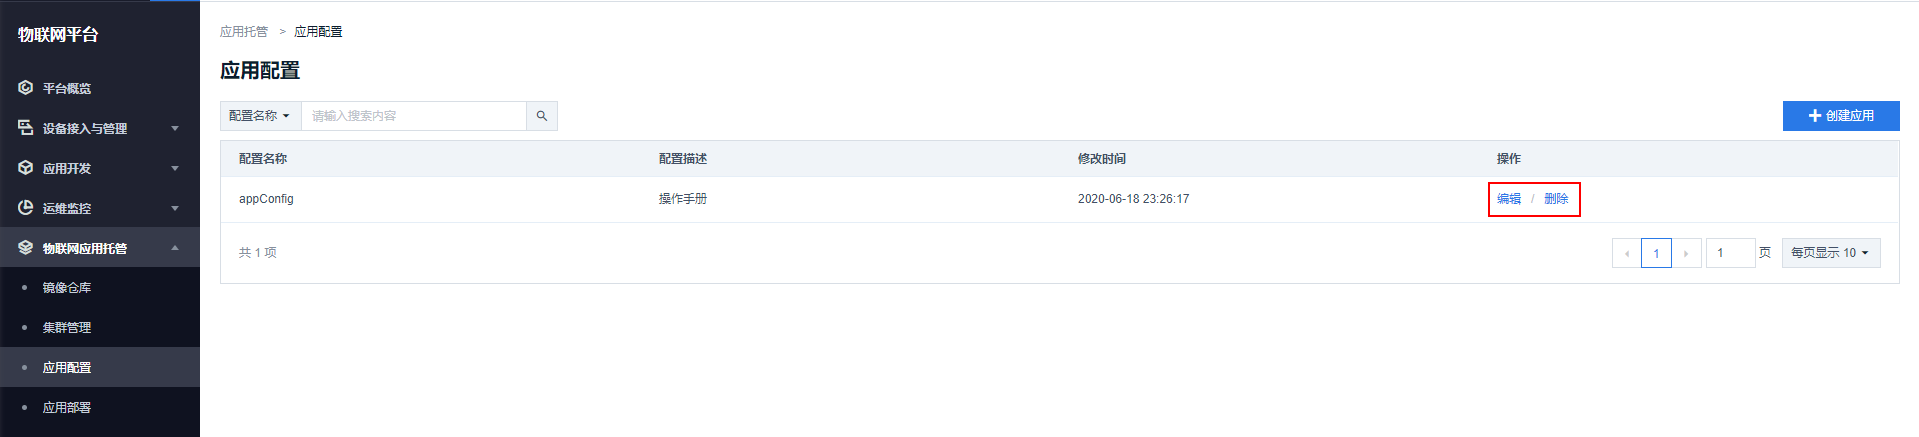 物联网平台
平台概览
设备接入与管理
应用开发
运维监控
物联网应用托管
镜像仓库
集群管理
应用配置
应用部署
应用托管 > 应用配置
应用配置
配置名称 请输入搜索内容
创建应用
配置名称 配置描述 修改时间 操作
appConfig 操作手册 2020-06-18 23:26:17 编辑 / 删除
共 1 项 1 1 页 每页显示 10